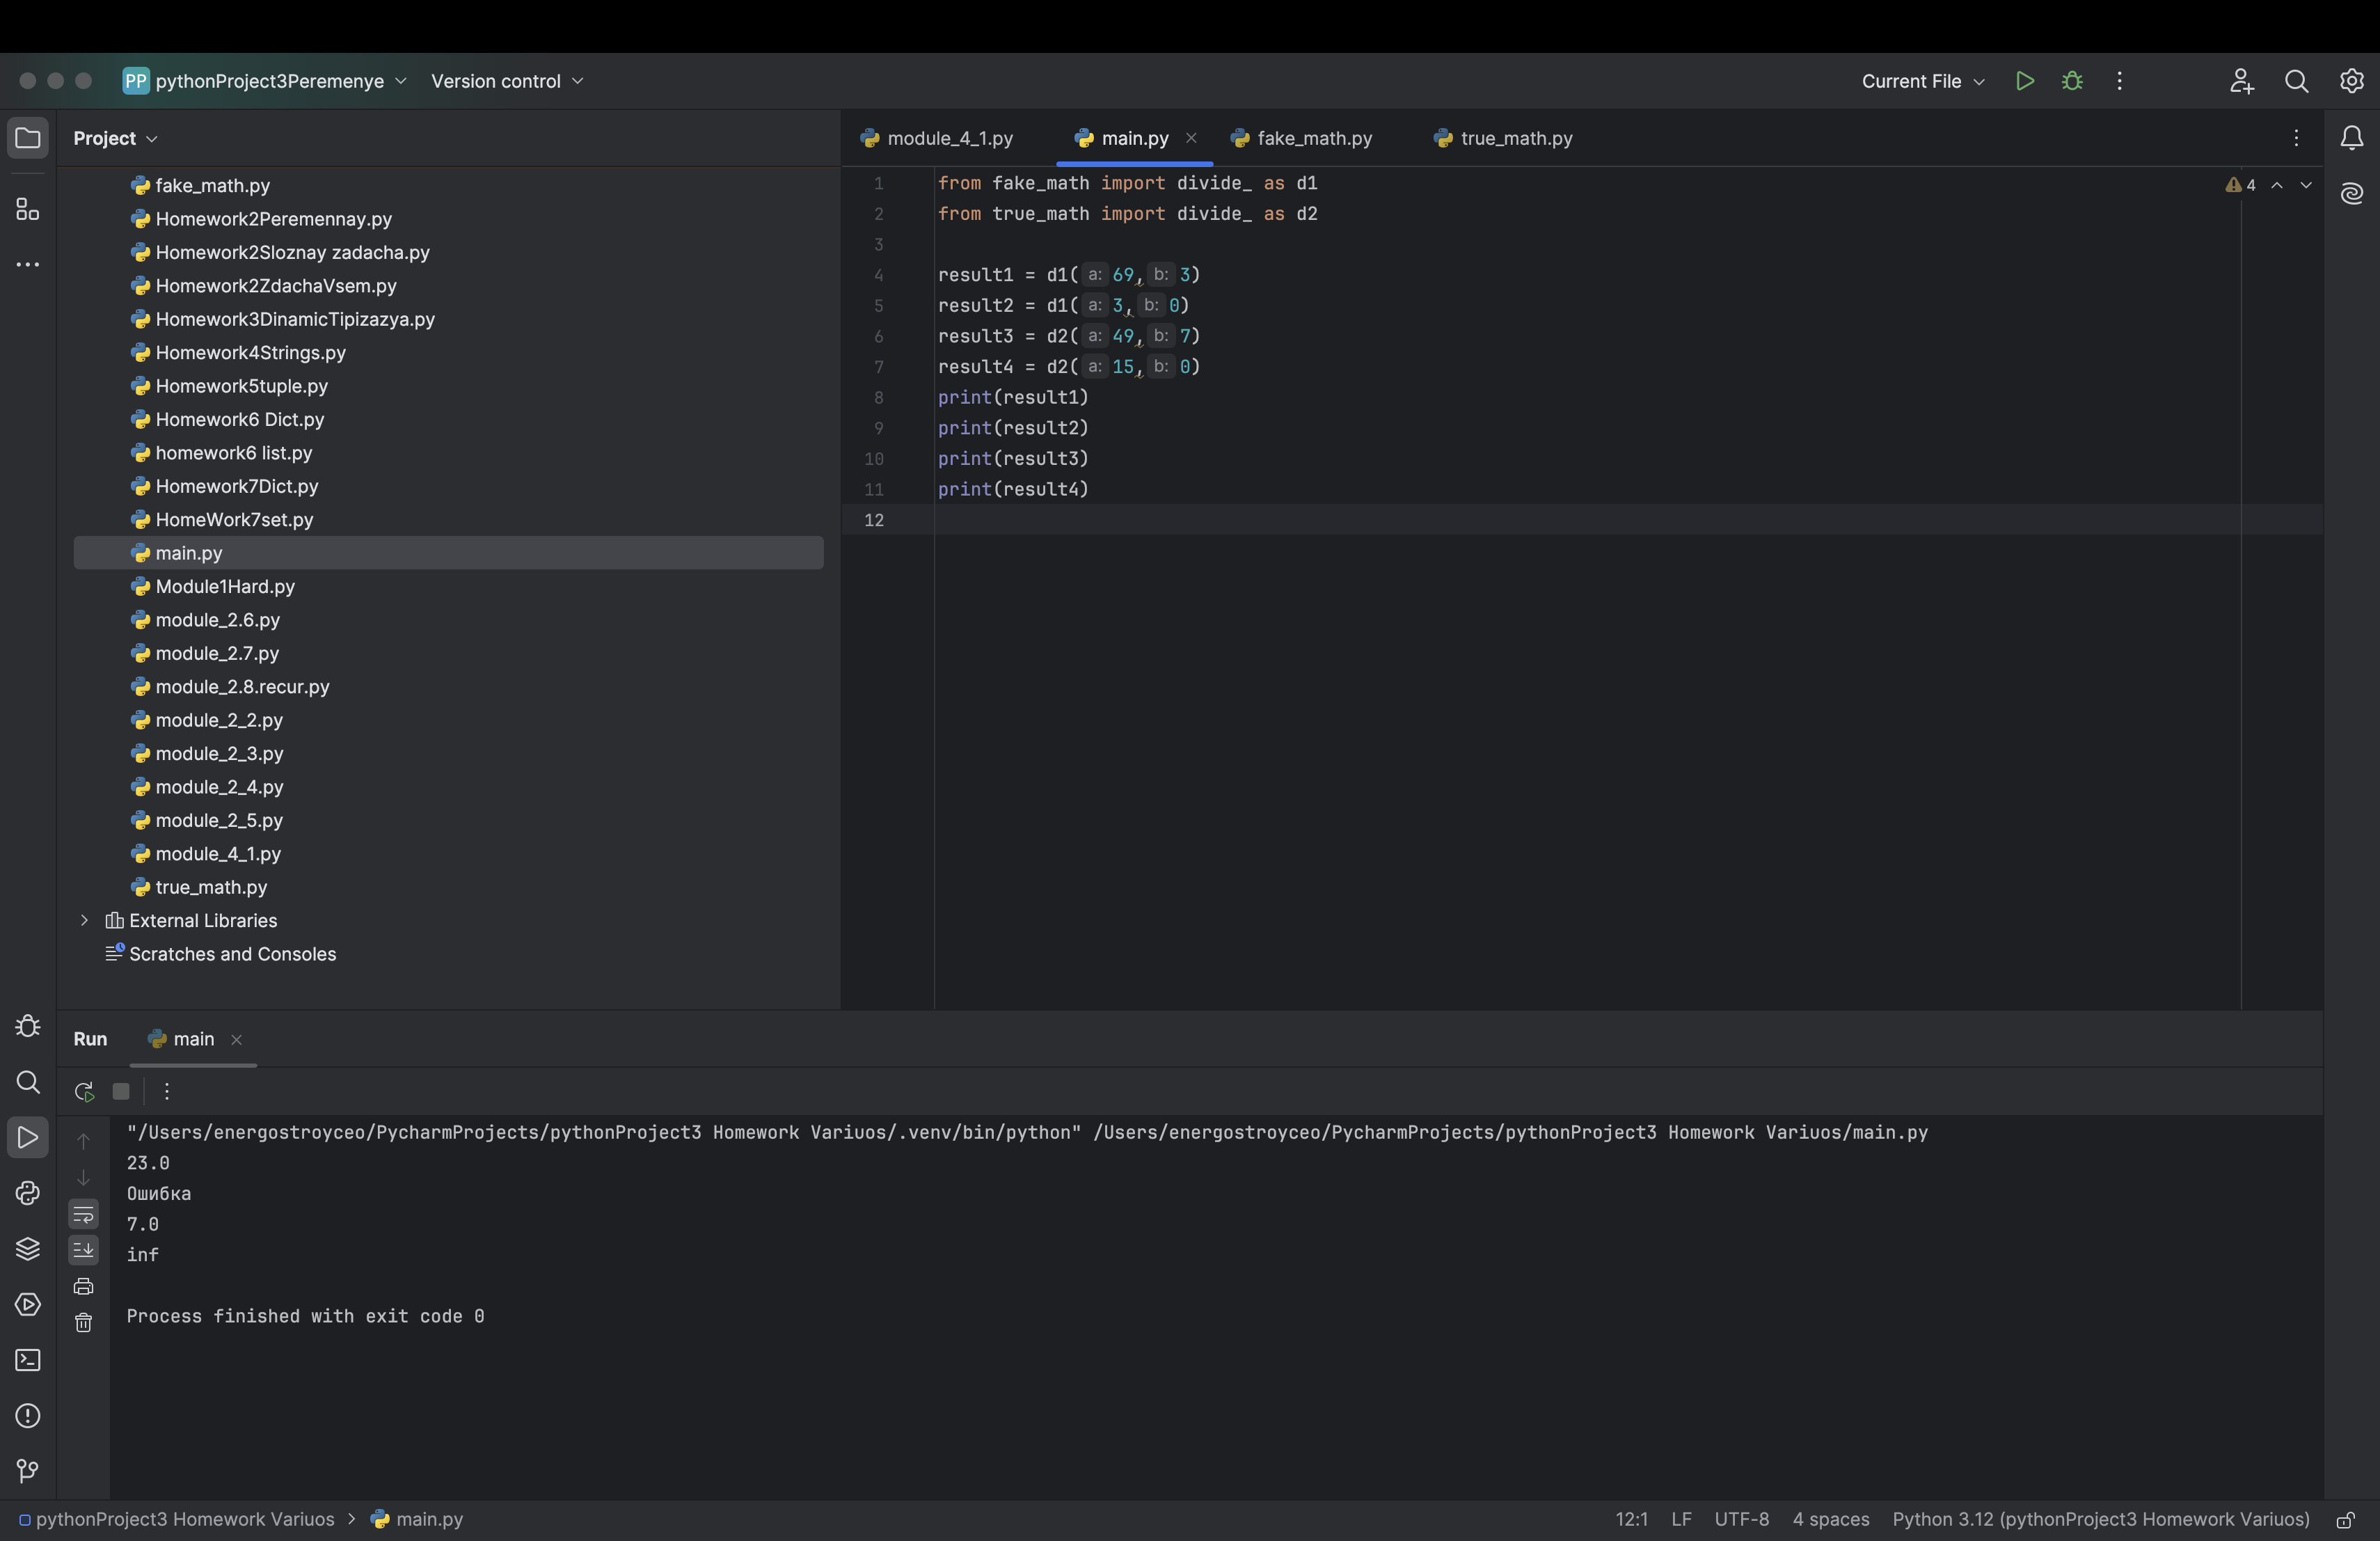 PP pythonProject3Peremenye Version control Current File
Project
fake_math.py
Homework2Peremennay.py
Homework2Sloznay zadacha.py
Homework2ZdachaVsem.py
Homework3DinamicTipizazya.py
Homework4Strings.py
Homework5tuple.py
Homework6 Dict.py
homework6 list.py
Homework7Dict.py
HomeWork7set.py
main.py
Module1Hard.py
module_2.6.py
module_2.7.py
module_2.8.recur.py
module_2_2.py
module_2_3.py
module_2_4.py
module_2_5.py
module_4_1.py
true_math.py
External Libraries
Scratches and Consoles
module_4_1.py main.py fake_math.py true_math.py
4
1 from fake_math import divide_ as d1
2 from true_math import divide_ as d2
3
4 result1 = d1( a: 69, b: 3)
5 result2 = d1( a: 3, b: 0)
6 result3 = d2( a: 49, b: 7)
7 result4 = d2( a: 15, b: 0)
8 print(result1)
9 print(result2)
10 print(result3)
11 print(result4)
12
Run main
"/Users/energostroyceo/PycharmProjects/pythonProject3 Homework Variuos/.venv/bin/python" /Users/energostroyceo/PycharmProjects/pythonProject3 Homework Variuos/main.py
23.0
Ошибка
7.0
inf
Process finished with exit code 0
pythonProject3 Homework Variuos > main.py 12:1 LF UTF-8 4 spaces Python 3.12 (pythonProject3 Homework Variuos)